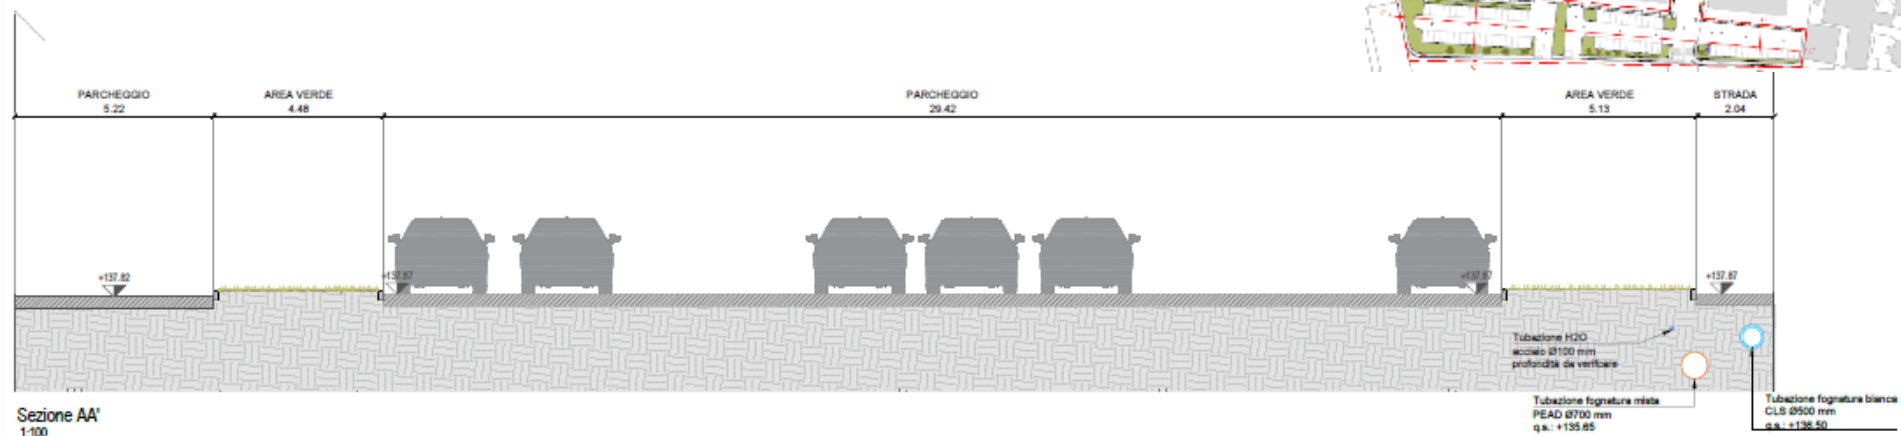 PARCHEGGIO
5.22
AREA VERDE
4.48
PARCHEGGIO
29.42
AREA VERDE
5.13
STRADA
2.04
+137.82
+137.87
+137.87
+137.87
Tubazione H2O
acciaio Ø100 mm
profondità da verificare
Tubazione fognatura mista
PEAD Ø700 mm
q.s.: +135.65
Tubazione fognatura bianca
CLS Ø500 mm
q.s.: +136.50
Sezione AA'
1:100